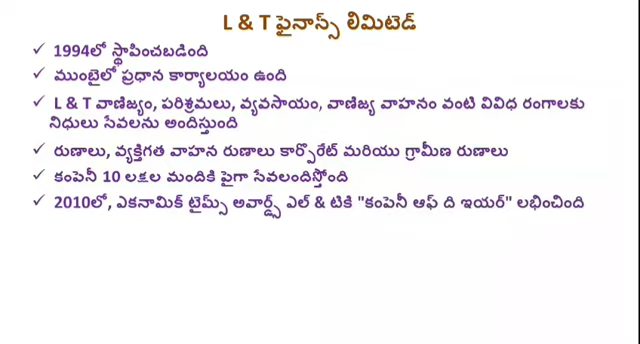 L & T ఫైనాన్స్ లిమిటెడ్
✓ 1994లో స్థాపించబడింది
✓ ముంబైలో ప్రధాన కార్యాలయం ఉంది
✓ L & T వాణిజ్యం, పరిశ్రమలు, వ్యవసాయం, వాణిజ్య వాహనం వంటి వివిధ రంగాలకు
నిధులు సేవలను అందిస్తుంది
✓ రుణాలు, వ్యక్తిగత వాహన రుణాలు కార్పొరేట్ మరియు గ్రామీణ రుణాలు
✓ కంపెనీ 10 లక్షల మందికి పైగా సేవలందిస్తోంది
✓ 2010లో, ఎకనామిక్ టైమ్స్ అవార్డ్స్ ఎల్ & టికి "కంపెనీ ఆఫ్ ది ఇయర్" లభించింది